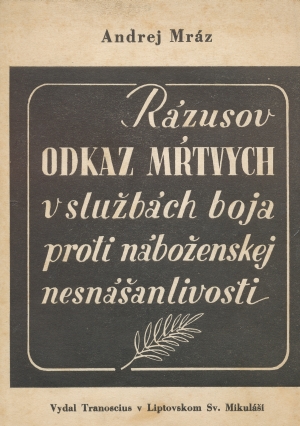 Andrej Mráz
Rázusov
ODKAZ MŔTVYCH
v službách boja
proti náboženskej
nesnášanlivosti
Vydal Tranoscius v Liptovskom Sv. Mikuláši